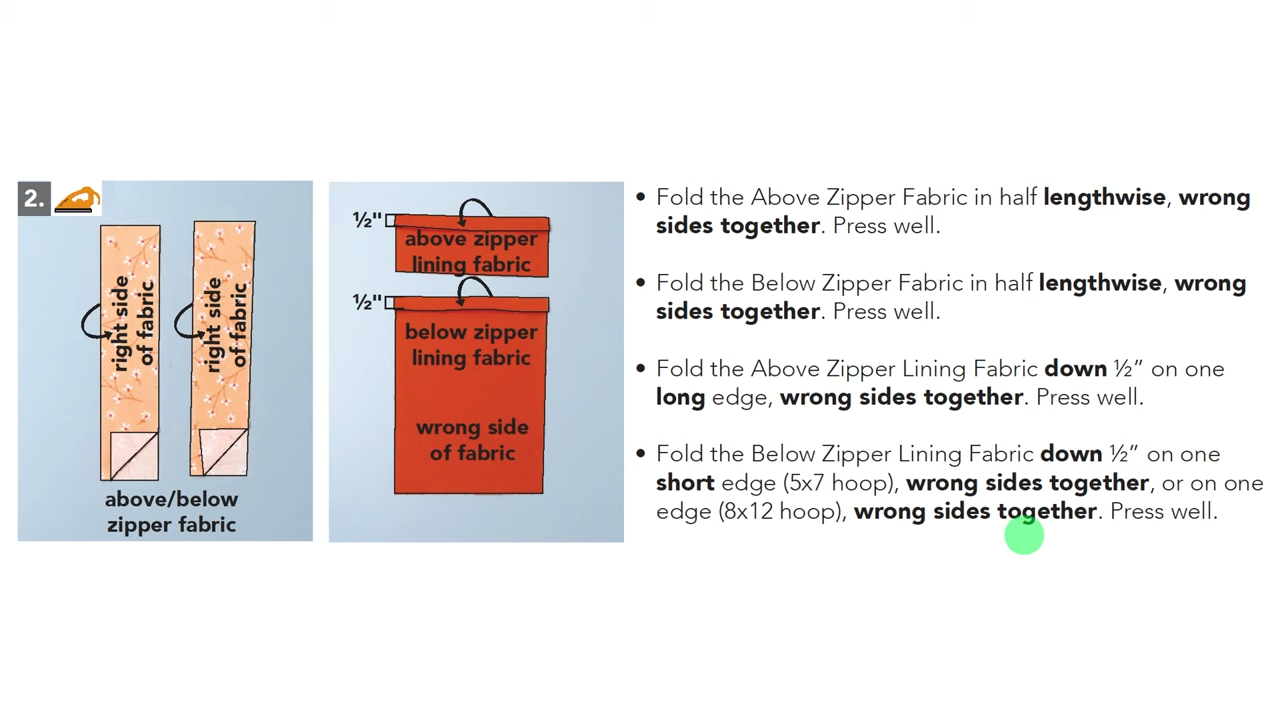 2.
right side
of fabric
right side
of fabric
above/below
zipper fabric
½"
above zipper
lining fabric
½"
below zipper
lining fabric
wrong side
of fabric
• Fold the Above Zipper Fabric in half lengthwise, wrong
sides together. Press well.
• Fold the Below Zipper Fabric in half lengthwise, wrong
sides together. Press well.
• Fold the Above Zipper Lining Fabric down ½” on one
long edge, wrong sides together. Press well.
• Fold the Below Zipper Lining Fabric down ½” on one
short edge (5x7 hoop), wrong sides together, or on one
edge (8x12 hoop), wrong sides together. Press well.